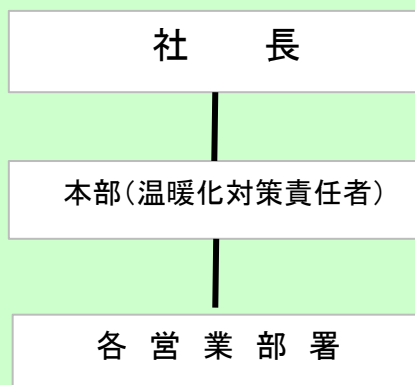 社　長
本部（温暖化対策責任者）
各 営 業 部 署